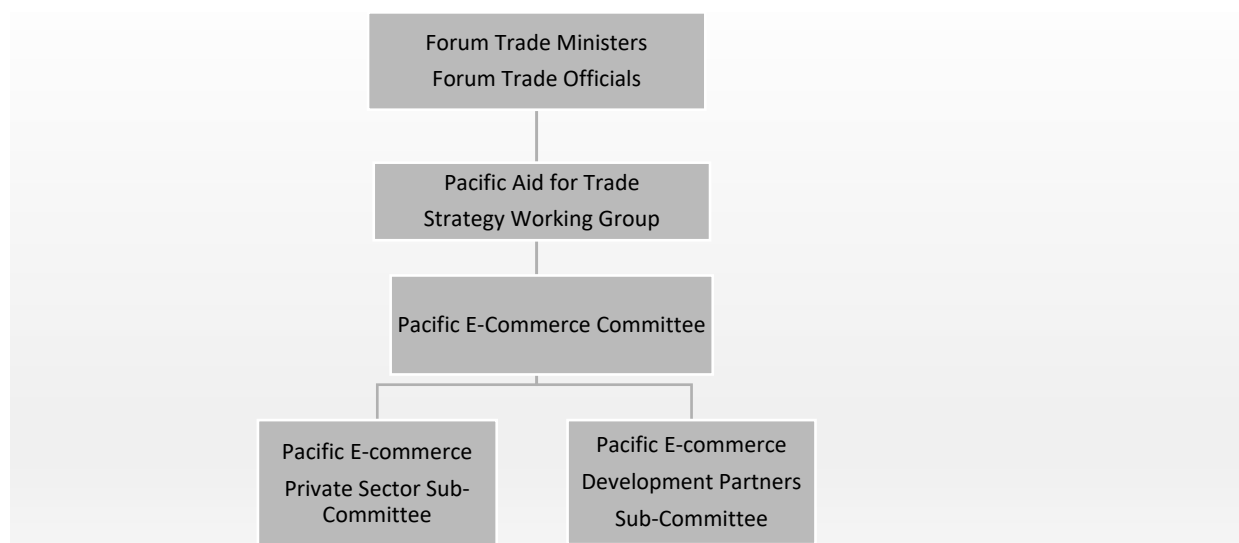 Forum Trade Ministers
Forum Trade Officials
Pacific Aid for Trade
Strategy Working Group
Pacific E-Commerce Committee
Pacific E-commerce
Private Sector Sub-
Committee
Pacific E-commerce
Development Partners
Sub-Committee